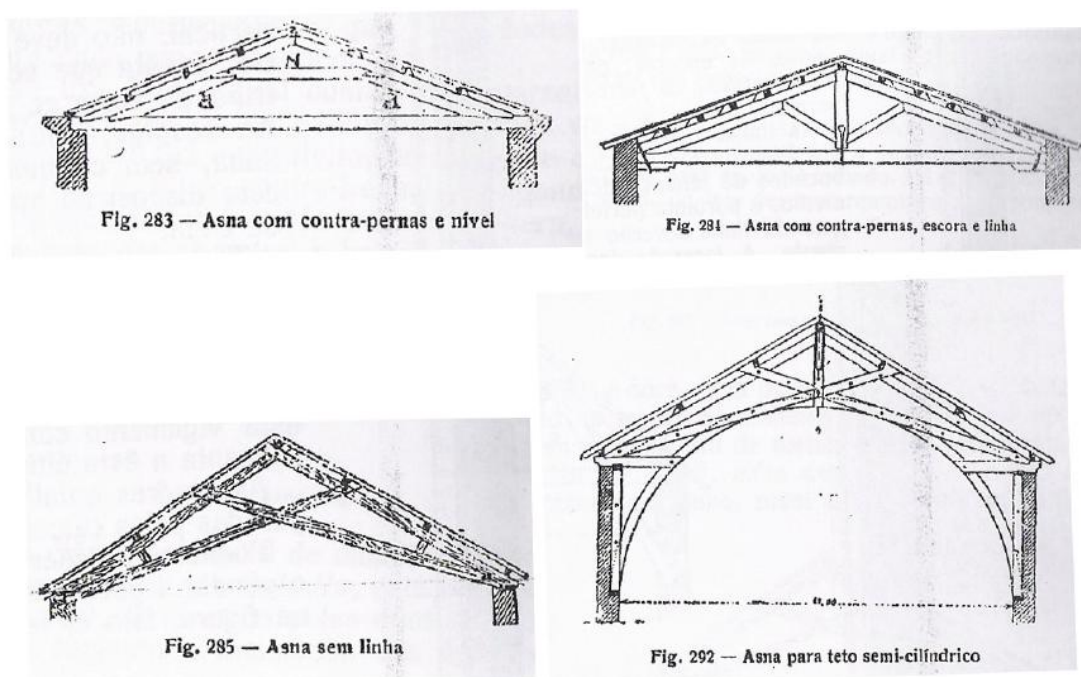 Fig. 283 — Asna com contra-pernas e nível
Fig. 284 — Asna com contra-pernas, escora e linha
Fig. 285 — Asna sem linha
Fig. 292 — Asna para teto semi-cilíndrico